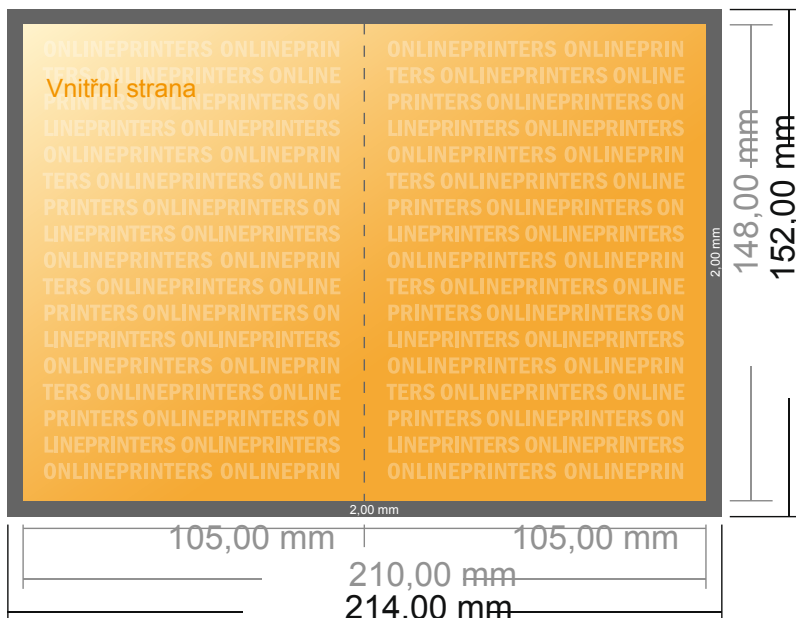 ONLINEPRINTERS ONLINEPRIN
TERS ONLINEPRINTERS ONLINE
Vnitřní strana
PRINTERS ONLINEPRINTERS ON
LINEPRINTERS ONLINEPRINTERS
ONLINEPRINTERS ONLINEPRIN
TERS ONLINEPRINTERS ONLINE
PRINTERS ONLINEPRINTERS ON
LINEPRINTERS ONLINEPRINTERS
ONLINEPRINTERS ONLINEPRIN
TERS ONLINEPRINTERS ONLINE
PRINTERS ONLINEPRINTERS ON
LINEPRINTERS ONLINEPRINTERS
ONLINEPRINTERS ONLINEPRIN
TERS ONLINEPRINTERS ONLINE
PRINTERS ONLINEPRINTERS ON
LINEPRINTERS ONLINEPRINTERS
ONLINEPRINTERS ONLINEPRIN
ONLINEPRINTERS ONLINEPRIN
TERS ONLINEPRINTERS ONLINE
PRINTERS ONLINEPRINTERS ON
LINEPRINTERS ONLINEPRINTERS
ONLINEPRINTERS ONLINEPRIN
TERS ONLINEPRINTERS ONLINE
PRINTERS ONLINEPRINTERS ON
LINEPRINTERS ONLINEPRINTERS
ONLINEPRINTERS ONLINEPRIN
TERS ONLINEPRINTERS ONLINE
PRINTERS ONLINEPRINTERS ON
LINEPRINTERS ONLINEPRINTERS
ONLINEPRINTERS ONLINEPRIN
TERS ONLINEPRINTERS ONLINE
PRINTERS ONLINEPRINTERS ON
LINEPRINTERS ONLINEPRINTERS
ONLINEPRINTERS ONLINEPRIN
2,00 mm
148,00 mm
152,00 mm
2,00 mm
105,00 mm
105,00 mm
210,00 mm
214,00 mm